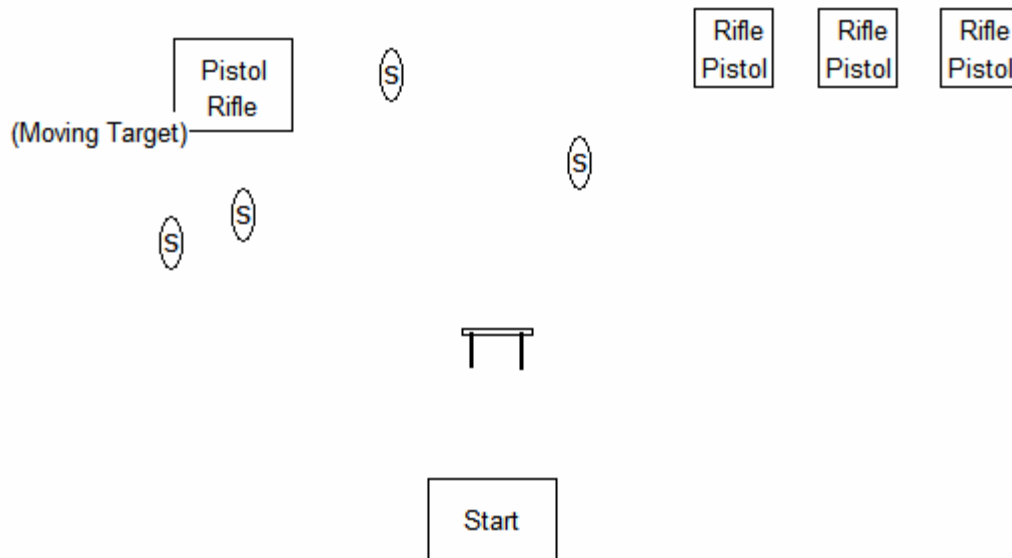 Rifle
Pistol
Rifle
Pistol
Rifle
Pistol
Pistol
Rifle
(Moving Target)
S
S
S
S
Start